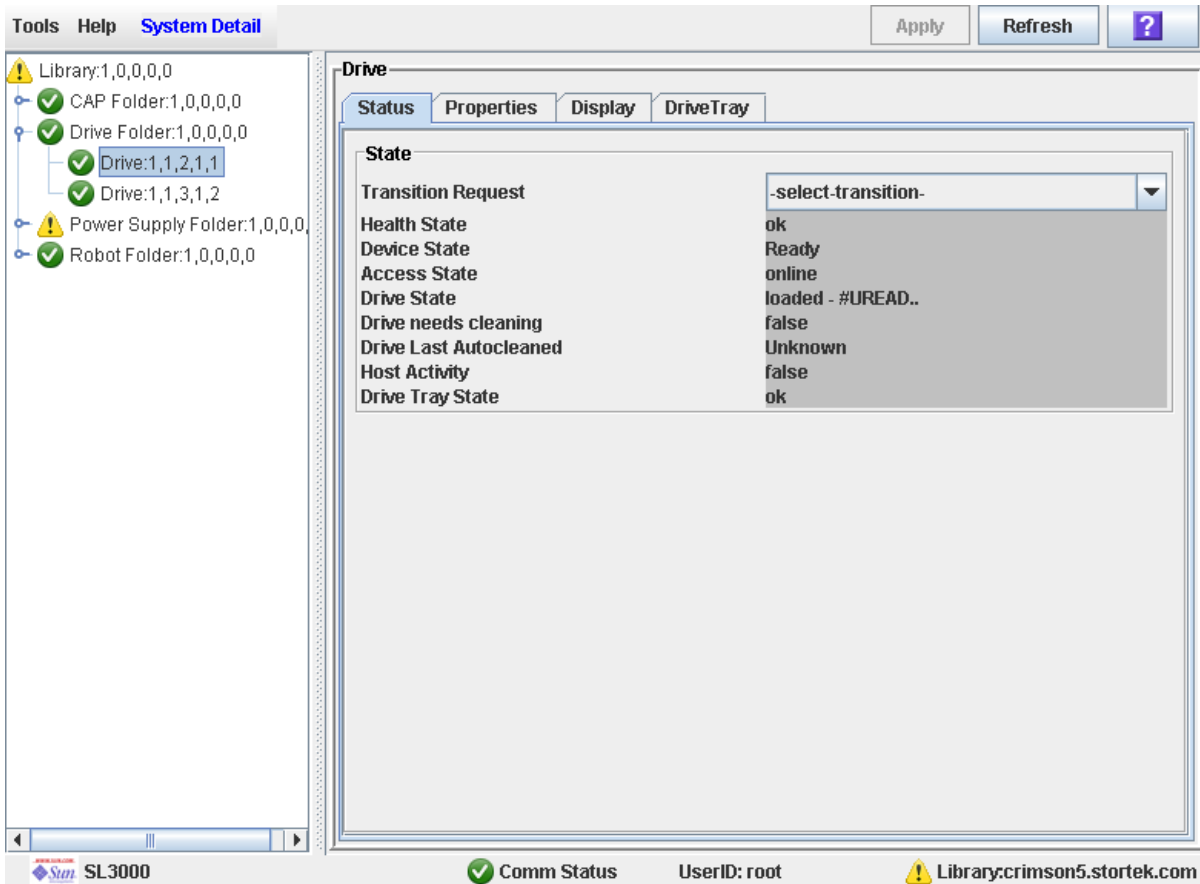 Tools Help System Detail Apply Refresh ?
Library:1,0,0,0,0
CAP Folder:1,0,0,0,0
Drive Folder:1,0,0,0,0
Drive:1,1,2,1,1
Drive:1,1,3,1,2
Power Supply Folder:1,0,0,0,
Robot Folder:1,0,0,0,0
Drive
Status Properties Display DriveTray
State
Transition Request -select-transition-
Health State ok
Device State Ready
Access State online
Drive State loaded - #UREAD..
Drive needs cleaning false
Drive Last Autocleaned Unknown
Host Activity false
Drive Tray State ok
Sun SL3000 Comm Status UserID: root Library:crimson5.stortek.com